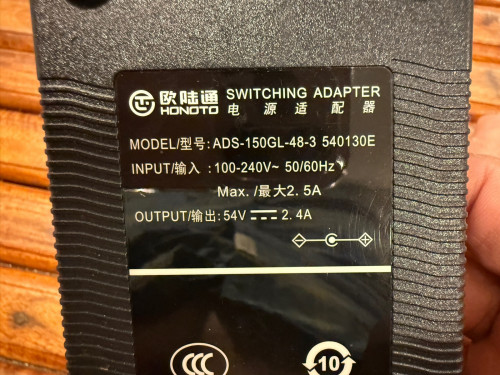 欧陆通 SWITCHING ADAPTER
HONOTO 电源适配器
MODEL/型号: ADS-150GL-48-3 540130E
INPUT/输入 : 100-240V~ 50/60Hz
Max. /最大2. 5A
OUTPUT/输出: 54V⎓ 2. 4A
CCC
10